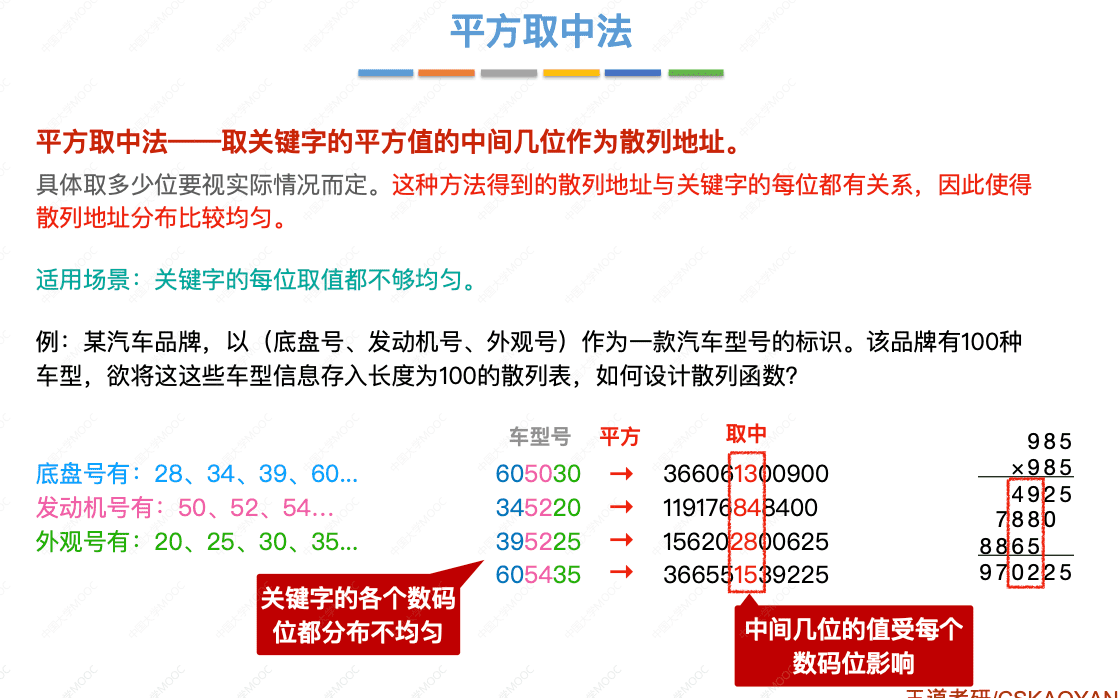 平方取中法
平方取中法——取关键字的平方值的中间几位作为散列地址。
具体取多少位要视实际情况而定。这种方法得到的散列地址与关键字的每位都有关系，因此使得
散列地址分布比较均匀。
适用场景：关键字的每位取值都不够均匀。
例：某汽车品牌，以（底盘号、发动机号、外观号）作为一款汽车型号的标识。该品牌有100种
车型，欲将这这些车型信息存入长度为100的散列表，如何设计散列函数？
车型号 平方 取中
底盘号有：28、34、39、60...
发动机号有：50、52、54...
外观号有：20、25、30、35...
605030 → 366061300900
345220 → 119176848400
395225 → 156202800625
605435 → 366551539225
985
×985
4925
7880
8865
970225
关键字的各个数码
位都分布不均匀
中间几位的值受每个
数码位影响